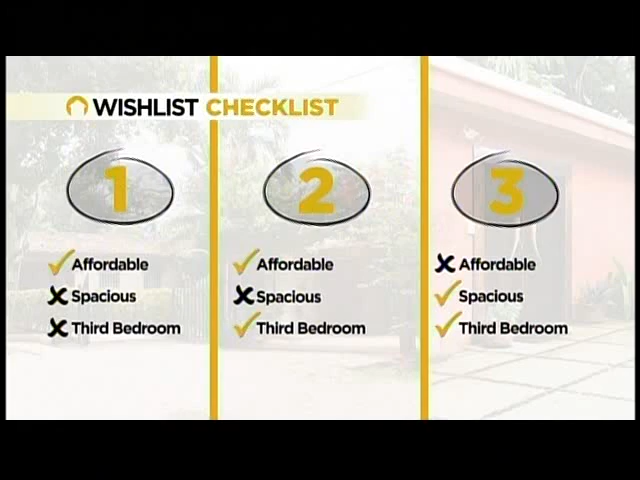 WISHLIST CHECKLIST
1
Affordable
Spacious
Third Bedroom
2
Affordable
Spacious
Third Bedroom
3
Affordable
Spacious
Third Bedroom